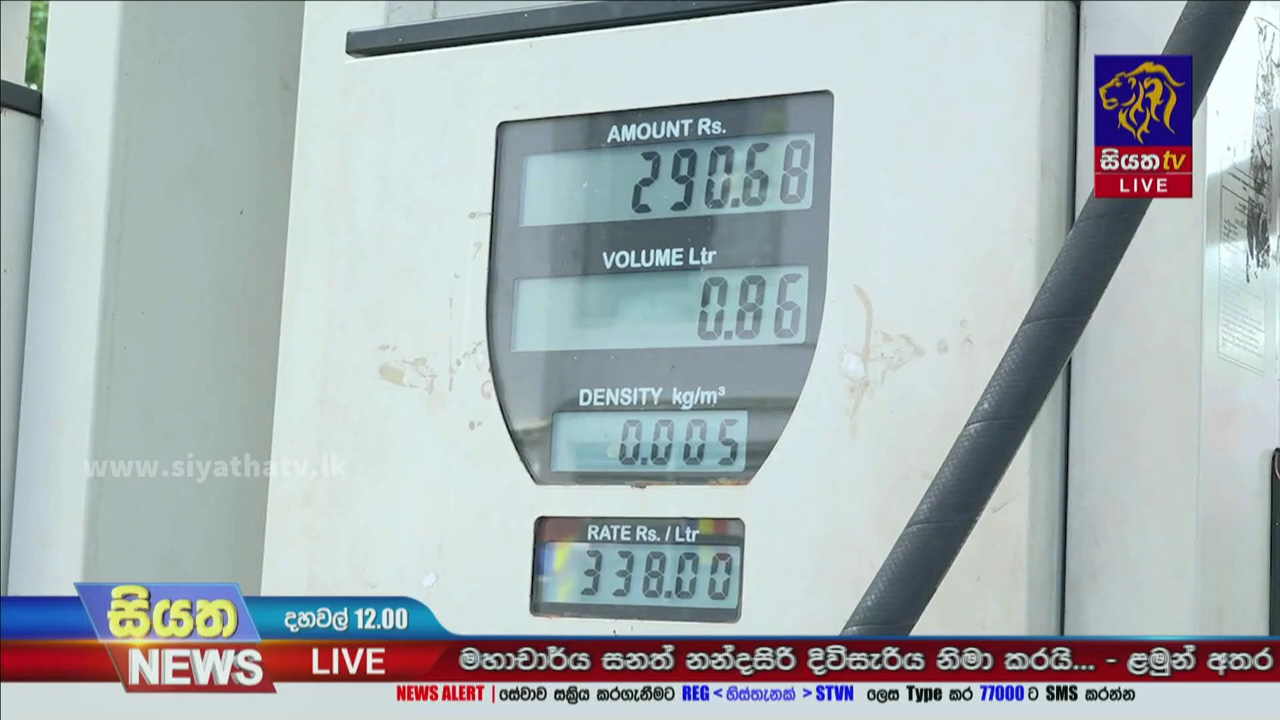 AMOUNT Rs.
290.68
VOLUME Ltr
0.86
DENSITY kg/m³
0.005
RATE Rs. / Ltr
338.00
සියත tv
LIVE
www.siyathatv.lk
සියත
NEWS
දහවල් 12.00
LIVE
මහාචාර්ය සනත් නන්දසිරි දිවිසැරිය නිමා කරයි... - ළමුන් අතර
NEWS ALERT | සේවාව සක්‍රිය කරගැනීමට REG < හිස්තැනක් > STVN ලෙස Type කර 77000 ට SMS කරන්න